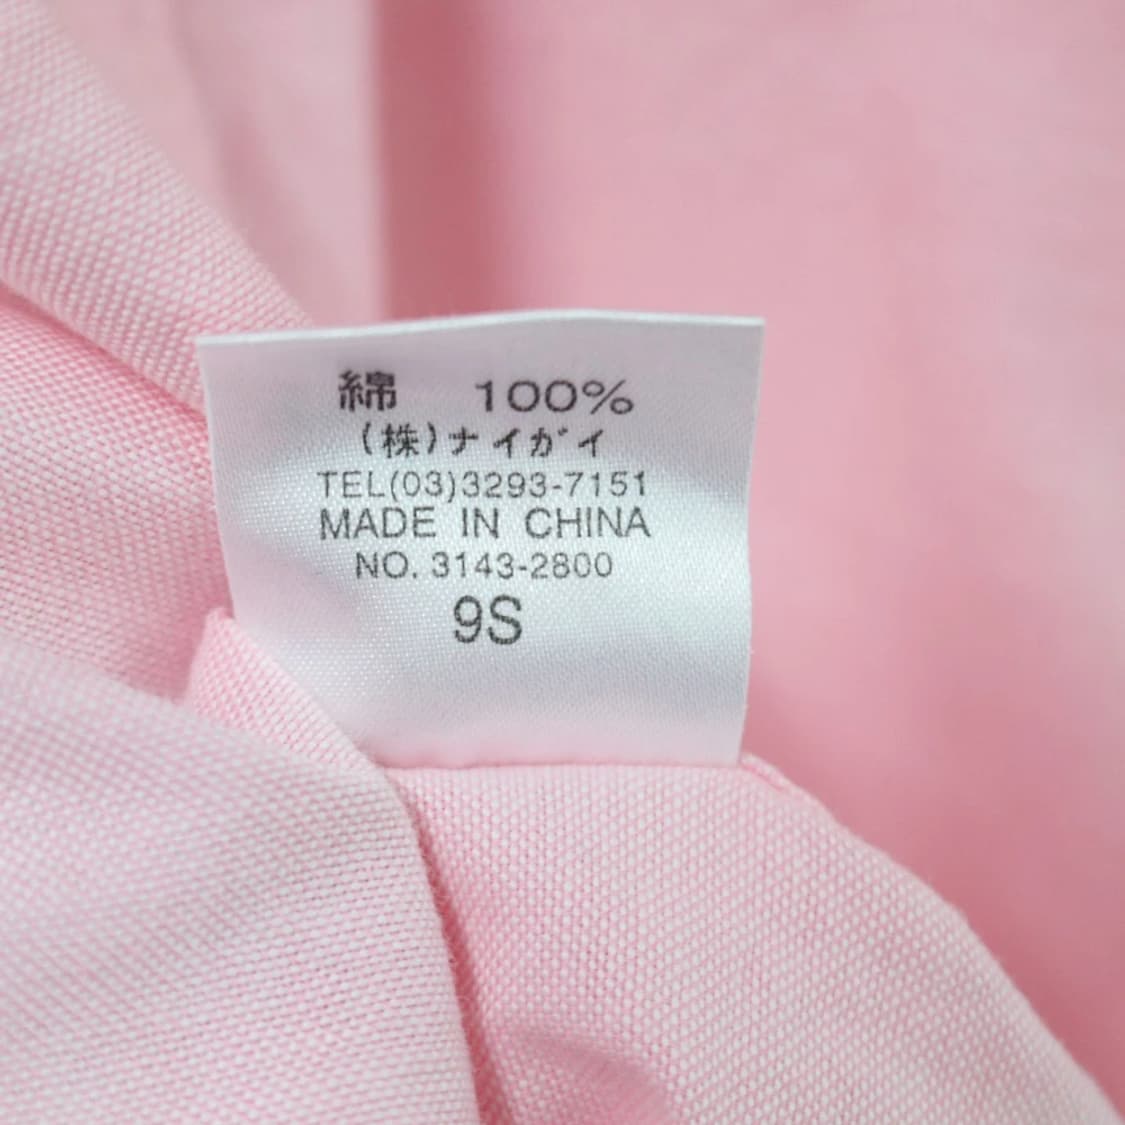 綿 100%
(株)ナイガイ
TEL(03)3293-7151
MADE IN CHINA
NO. 3143-2800
9S